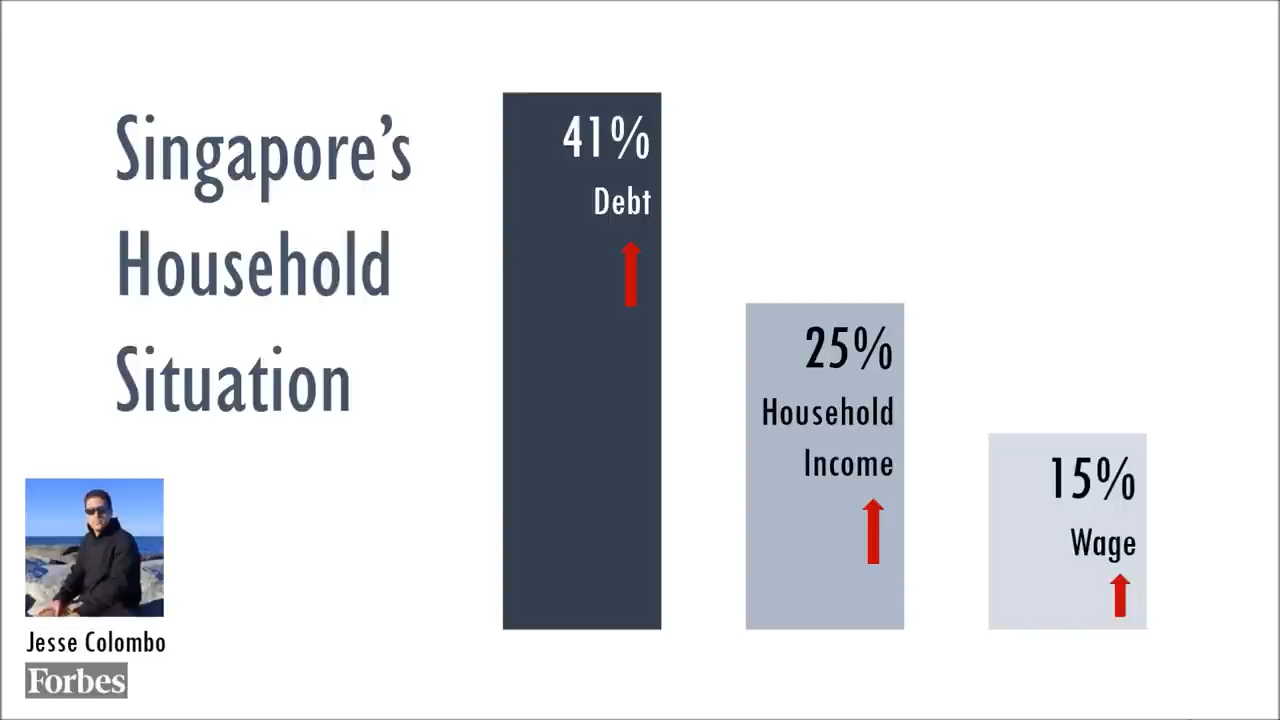 Singapore's
Household
Situation
41%
Debt
25%
Household
Income
15%
Wage
Jesse Colombo
Forbes